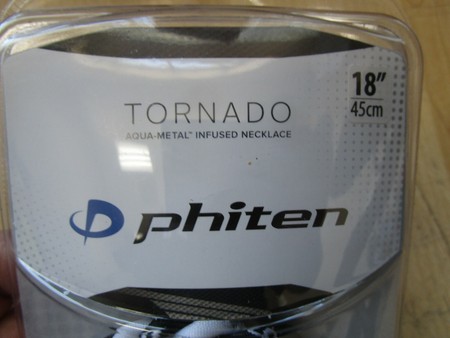 TORNADO
AQUA-METAL™ INFUSED NECKLACE
18"
45cm
phiten